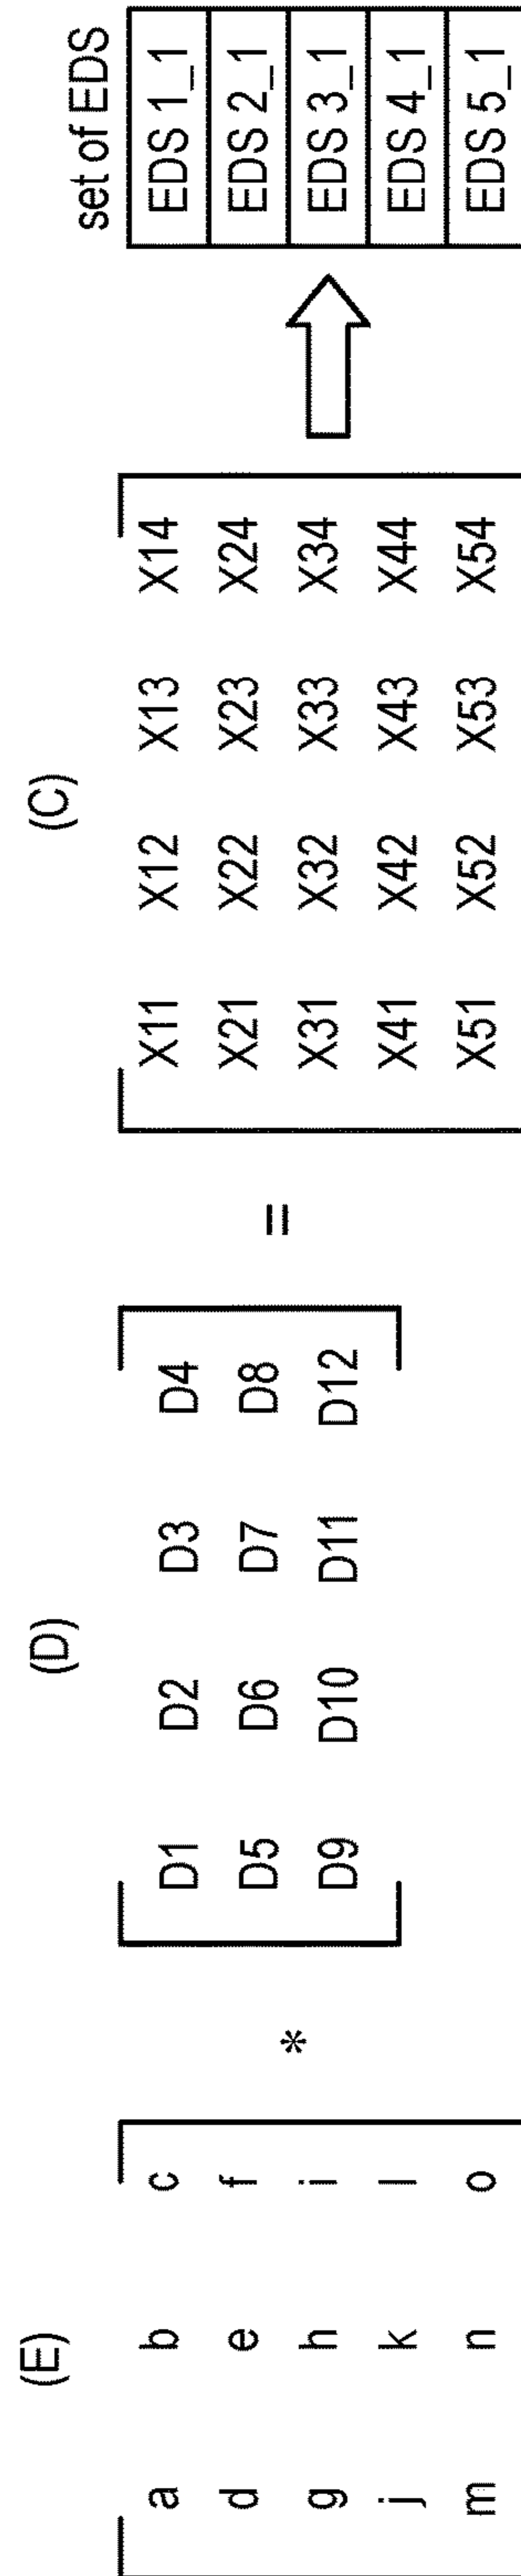 (E)
a b c
d e f
g h i
j k l
m n o
*
(D)
D1 D2 D3 D4
D5 D6 D7 D8
D9 D10 D11 D12
=
(C)
X11 X12 X13 X14
X21 X22 X23 X24
X31 X32 X33 X34
X41 X42 X43 X44
X51 X52 X53 X54
set of EDS
EDS 1_1
EDS 2_1
EDS 3_1
EDS 4_1
EDS 5_1